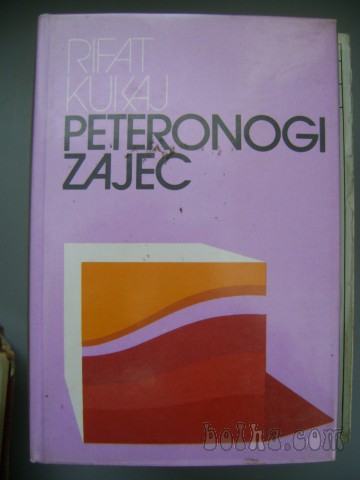 RIFAT
KUKAJ
PETERONOGI
ZAJEC
bolha.com